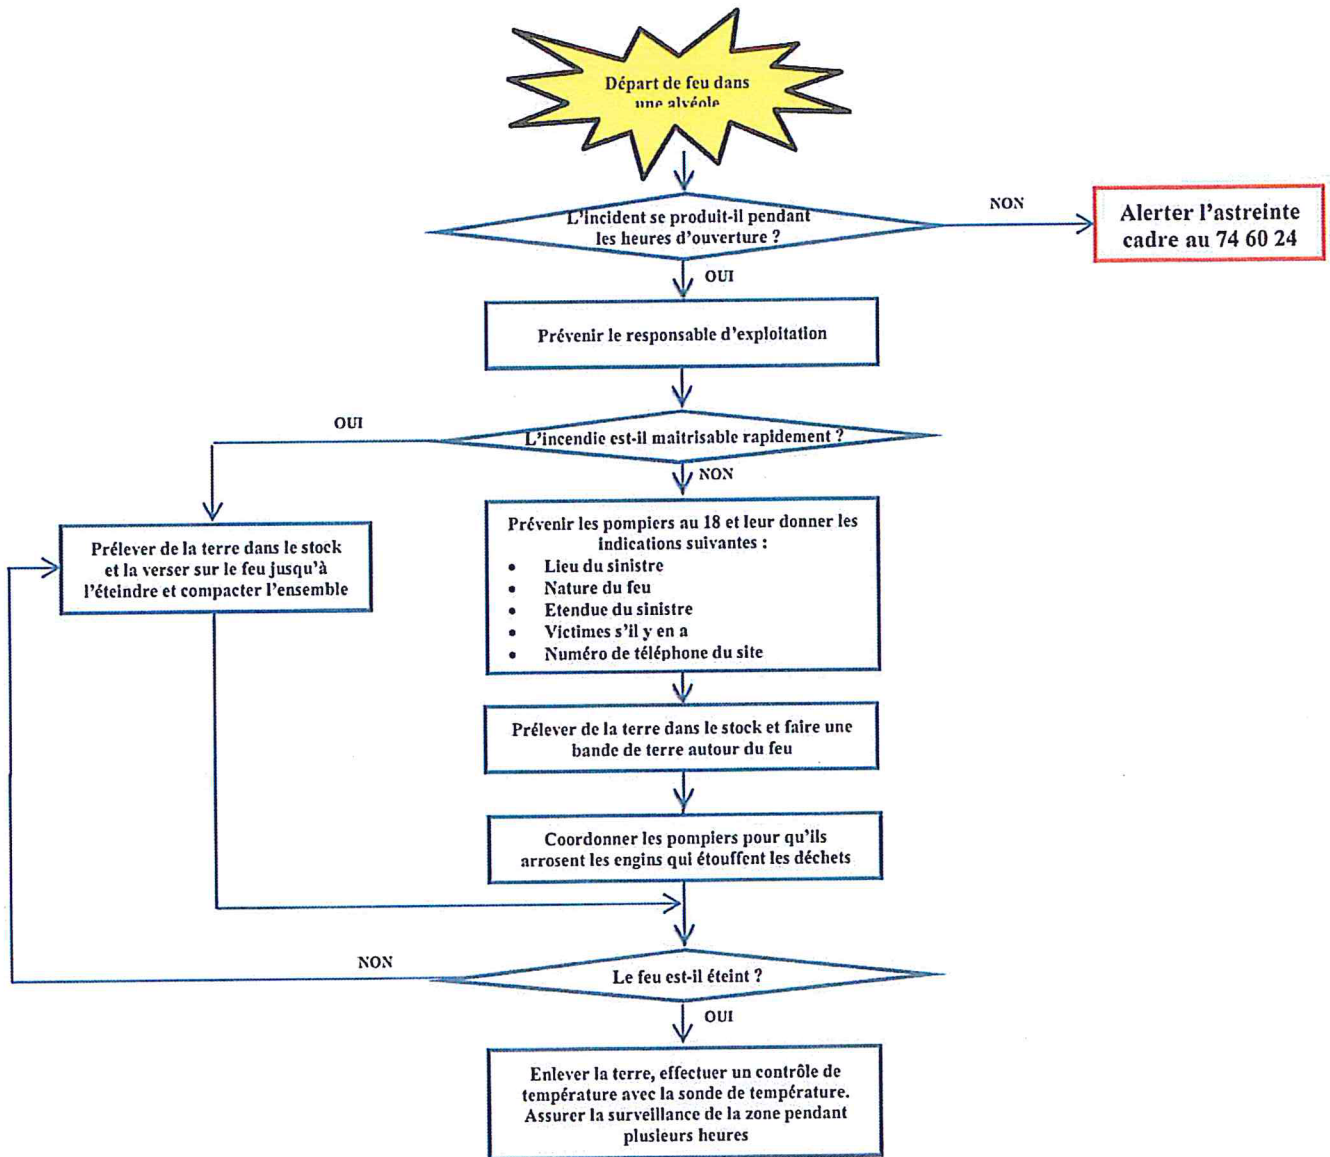 Départ de feu dans
une alvéole
L'incident se produit-il pendant
les heures d'ouverture ?
NON
Alerter l'astreinte
cadre au 74 60 24
OUI
Prévenir le responsable d'exploitation
OUI
L'incendie est-il maitrisable rapidement ?
NON
Prélever de la terre dans le stock
et la verser sur le feu jusqu'à
l'éteindre et compacter l'ensemble
Prévenir les pompiers au 18 et leur donner les
indications suivantes :
• Lieu du sinistre
• Nature du feu
• Etendue du sinistre
• Victimes s'il y en a
• Numéro de téléphone du site
Prélever de la terre dans le stock et faire une
bande de terre autour du feu
Coordonner les pompiers pour qu'ils
arrosent les engins qui étouffent les déchets
NON
Le feu est-il éteint ?
OUI
Enlever la terre, effectuer un contrôle de
température avec la sonde de température.
Assurer la surveillance de la zone pendant
plusieurs heures